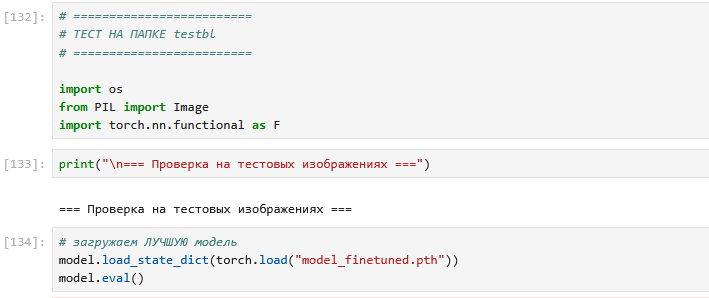 [132]:
# =========================
# ТЕСТ НА ПАПКЕ testbl
# =========================
import os
from PIL import Image
import torch.nn.functional as F
[133]:
print("\n=== Проверка на тестовых изображениях ===")
=== Проверка на тестовых изображениях ===
[134]:
# загружаем ЛУЧШУЮ модель
model.load_state_dict(torch.load("model_finetuned.pth"))
model.eval()